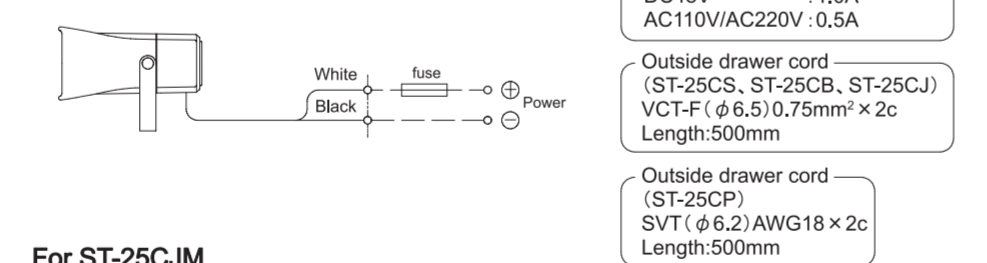 AC110V/AC220V : 0.5A
White
fuse
Black
⊕
Power
⊖
Outside drawer cord
（ST-25CS、ST-25CB、ST-25CJ）
VCT-F(φ6.5)0.75mm²×2c
Length:500mm
Outside drawer cord
（ST-25CP）
SVT(φ6.2)AWG18×2c
Length:500mm
For ST-25CJM